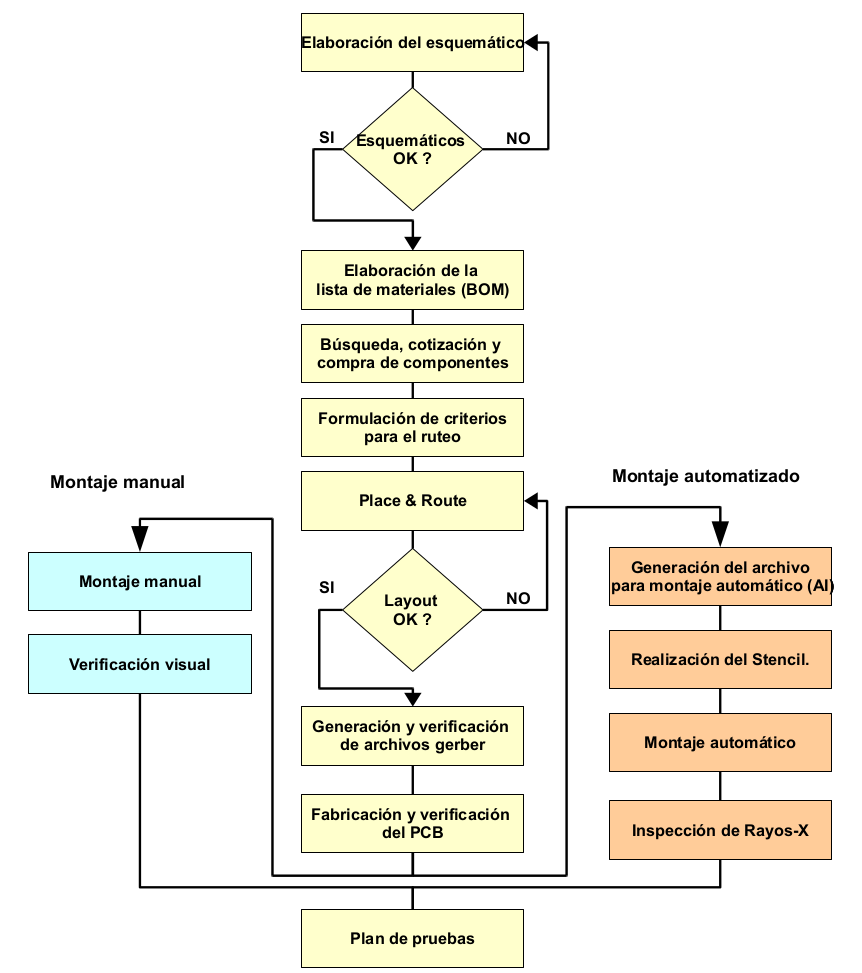 Elaboración del esquemático
SI
Esquemáticos
OK ?
NO
Elaboración de la
lista de materiales (BOM)
Búsqueda, cotización y
compra de componentes
Formulación de criterios
para el ruteo
Place & Route
SI
Layout
OK ?
NO
Generación y verificación
de archivos gerber
Fabricación y verificación
del PCB
Montaje manual
Montaje manual
Verificación visual
Montaje automatizado
Generación del archivo
para montaje automático (AI)
Realización del Stencil.
Montaje automático
Inspección de Rayos-X
Plan de pruebas